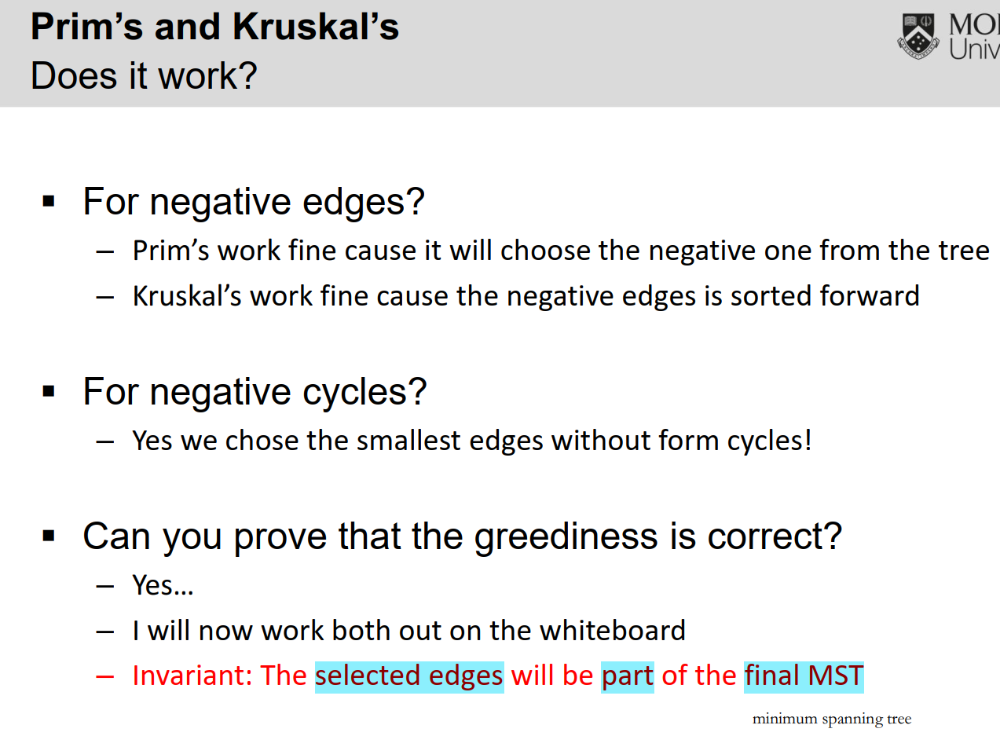 Prim’s and Kruskal’s
Does it work?
MO
Univ
▪ For negative edges?
– Prim’s work fine cause it will choose the negative one from the tree
– Kruskal’s work fine cause the negative edges is sorted forward
▪ For negative cycles?
– Yes we chose the smallest edges without form cycles!
▪ Can you prove that the greediness is correct?
– Yes…
– I will now work both out on the whiteboard
– Invariant: The selected edges will be part of the final MST
minimum spanning tree